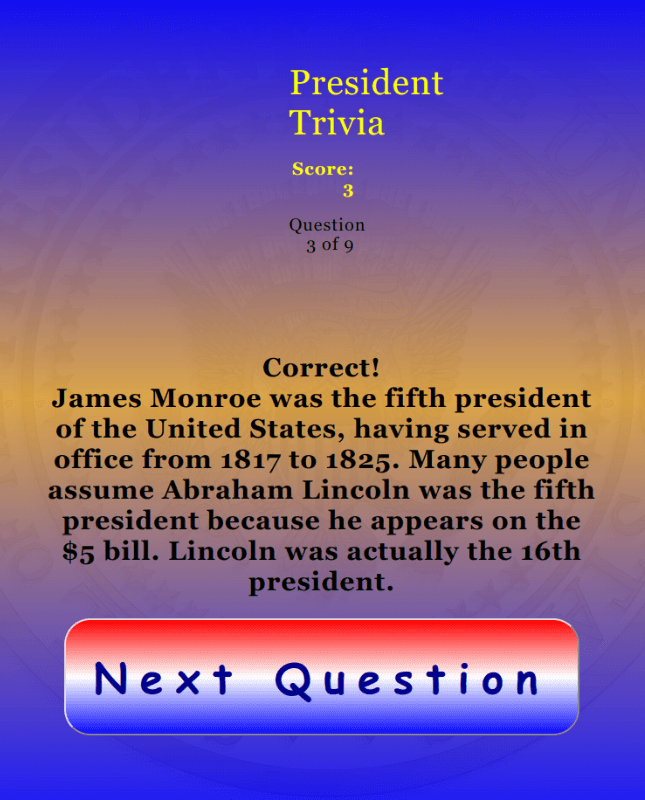 President
Trivia
Score:
3
Question
3 of 9
Correct!
James Monroe was the fifth president
of the United States, having served in
office from 1817 to 1825. Many people
assume Abraham Lincoln was the fifth
president because he appears on the
$5 bill. Lincoln was actually the 16th
president.
Next Question